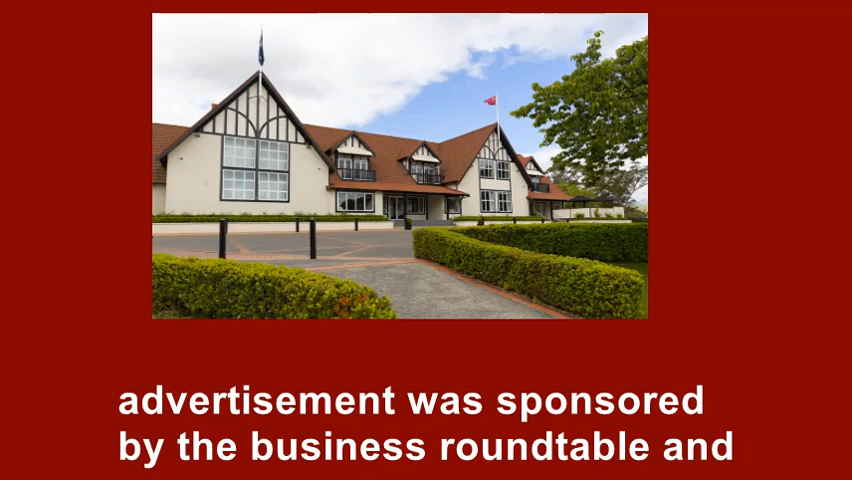 advertisement was sponsored
by the business roundtable and